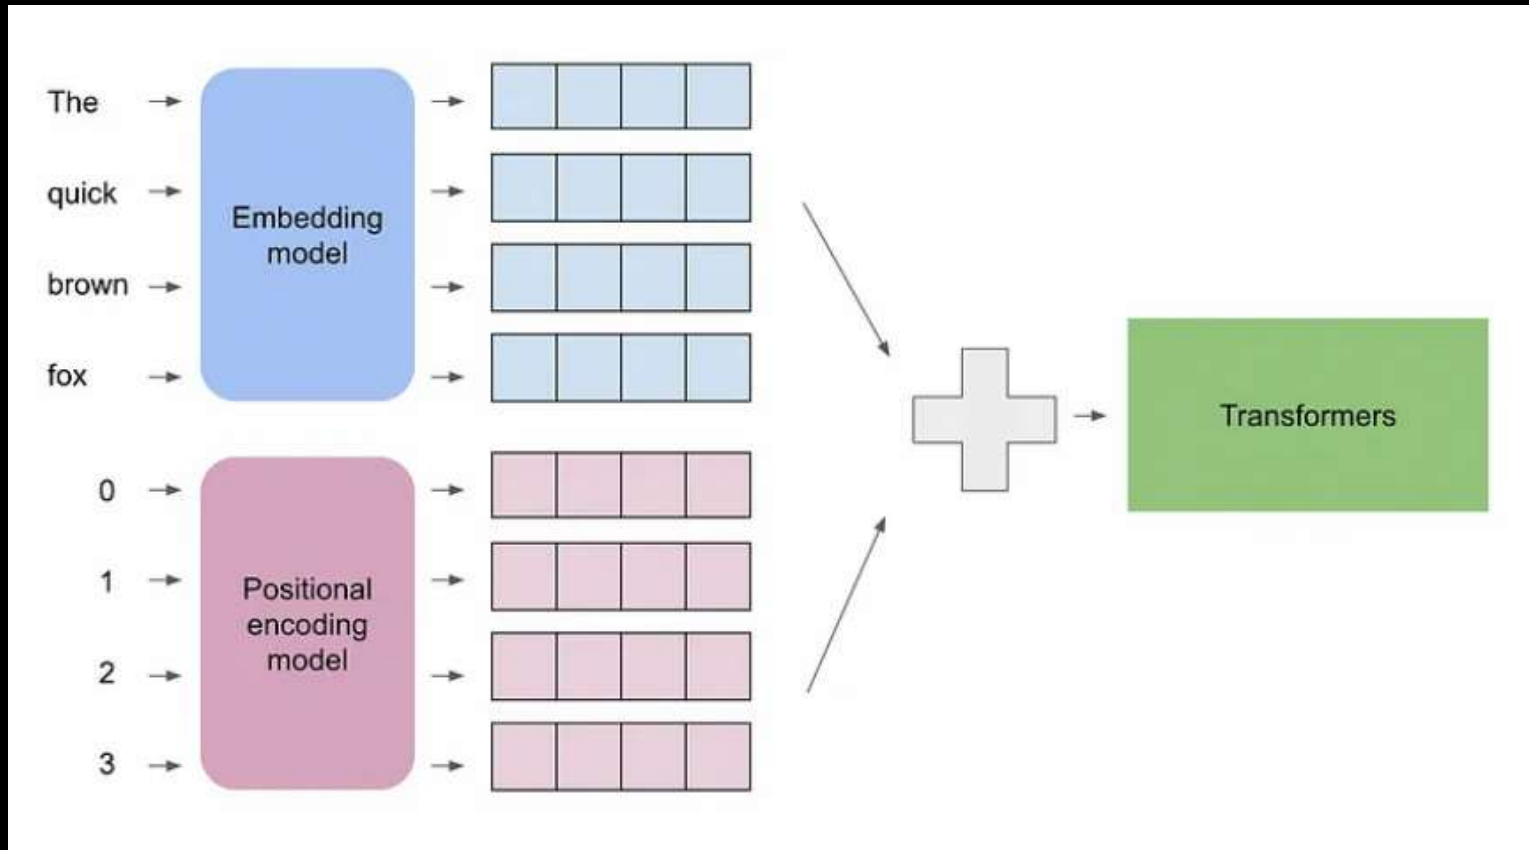 The
quick
brown
fox
Embedding
model
0
1
2
3
Positional
encoding
model
Transformers